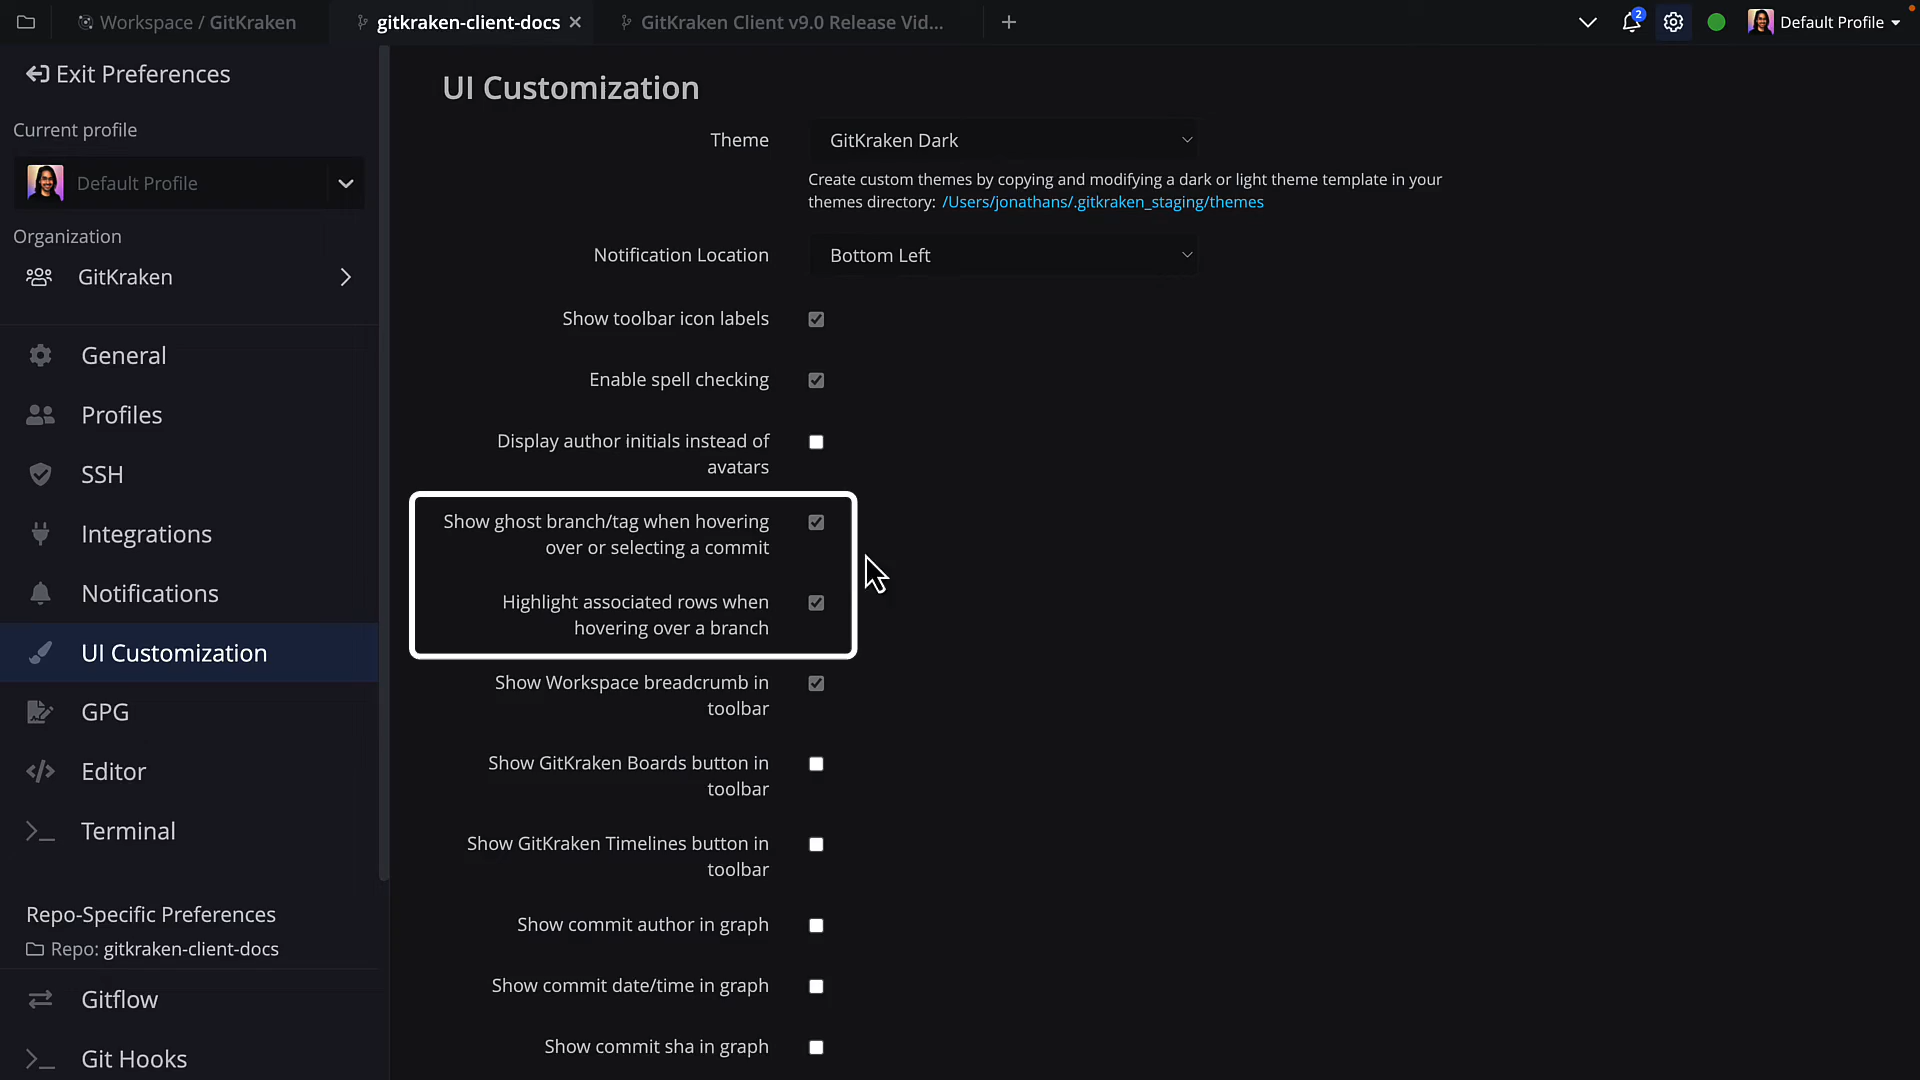 Workspace / GitKraken
gitkraken-client-docs
GitKraken Client v9.0 Release Vid...
2
Default Profile
Exit Preferences
Current profile
Default Profile
Organization
GitKraken
General
Profiles
SSH
Integrations
Notifications
UI Customization
GPG
Editor
Terminal
Repo-Specific Preferences
Repo: gitkraken-client-docs
Gitflow
Git Hooks
UI Customization
Theme
GitKraken Dark
Create custom themes by copying and modifying a dark or light theme template in your
themes directory: /Users/jonathans/.gitkraken_staging/themes
Notification Location
Bottom Left
Show toolbar icon labels
Enable spell checking
Display author initials instead of
avatars
Show ghost branch/tag when hovering
over or selecting a commit
Highlight associated rows when
hovering over a branch
Show Workspace breadcrumb in
toolbar
Show GitKraken Boards button in
toolbar
Show GitKraken Timelines button in
toolbar
Show commit author in graph
Show commit date/time in graph
Show commit sha in graph